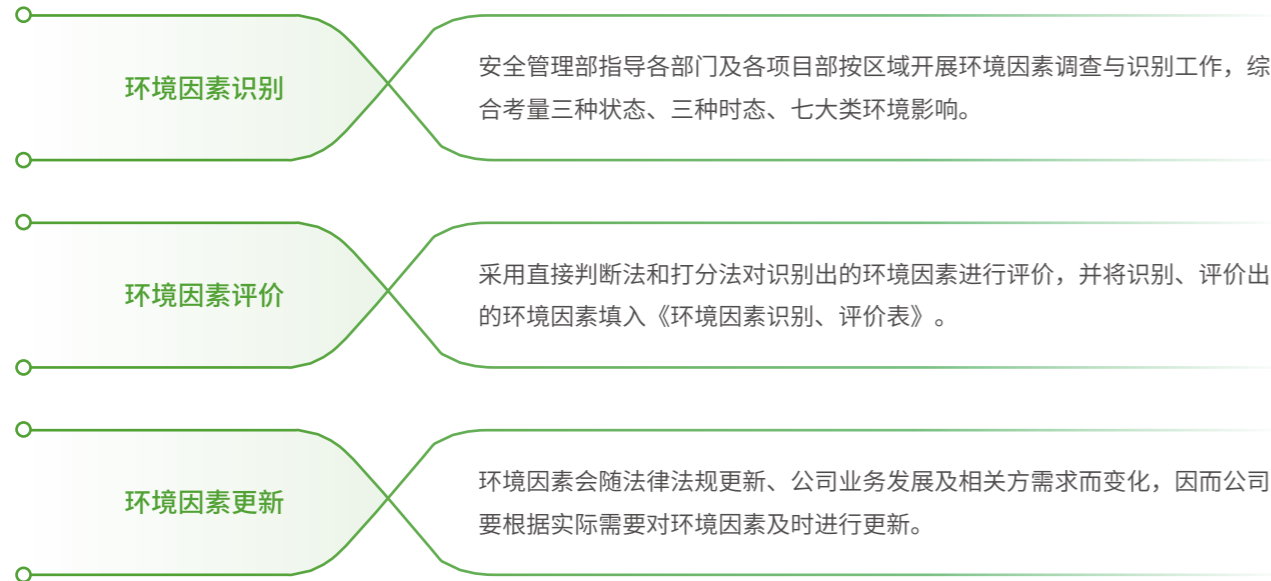 环境因素识别
安全管理部指导各部门及各项目部按区域开展环境因素调查与识别工作，综
合考量三种状态、三种时态、七大类环境影响。
环境因素评价
采用直接判断法和打分法对识别出的环境因素进行评价，并将识别、评价出
的环境因素填入《环境因素识别、评价表》。
环境因素更新
环境因素会随法律法规更新、公司业务发展及相关方需求而变化，因而公司
要根据实际需要对环境因素及时进行更新。